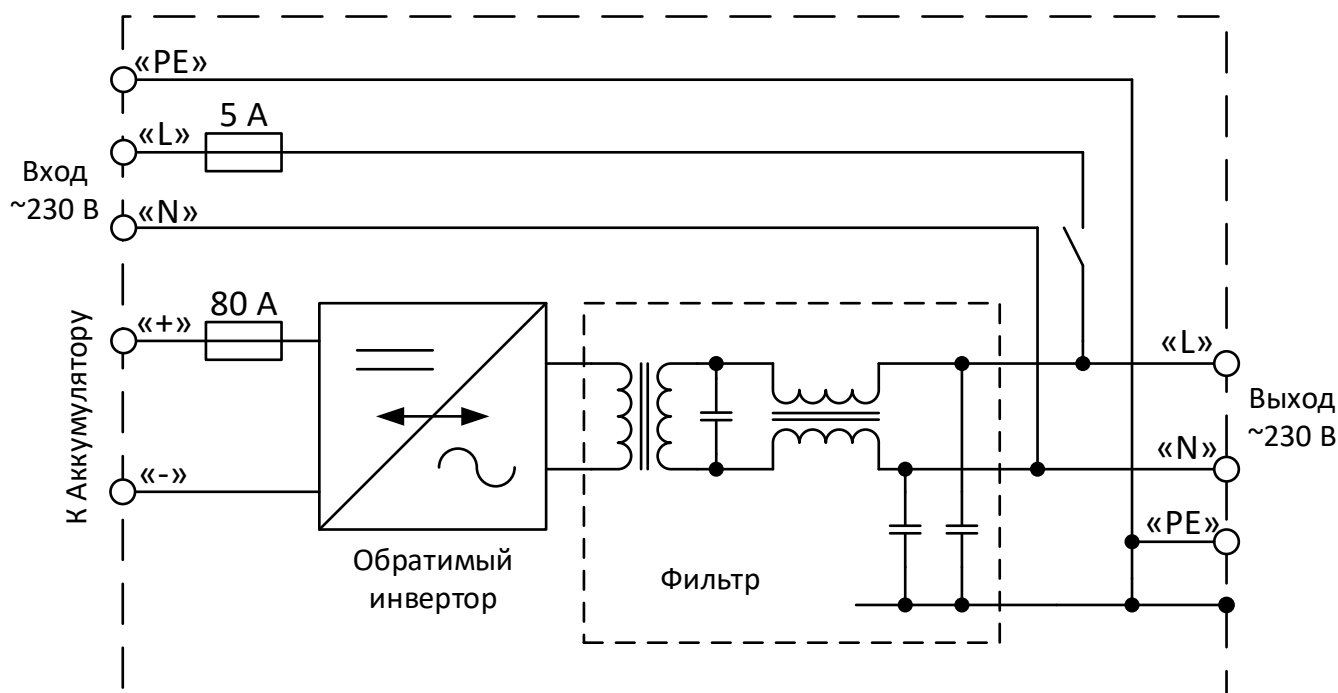 «PE»
5 А
«L»
Вход
~230 В
«N»
80 А
«+»
К Аккумулятору
«-»
Обратимый
инвертор
Фильтр
«L»
Выход
~230 В
«N»
«PE»